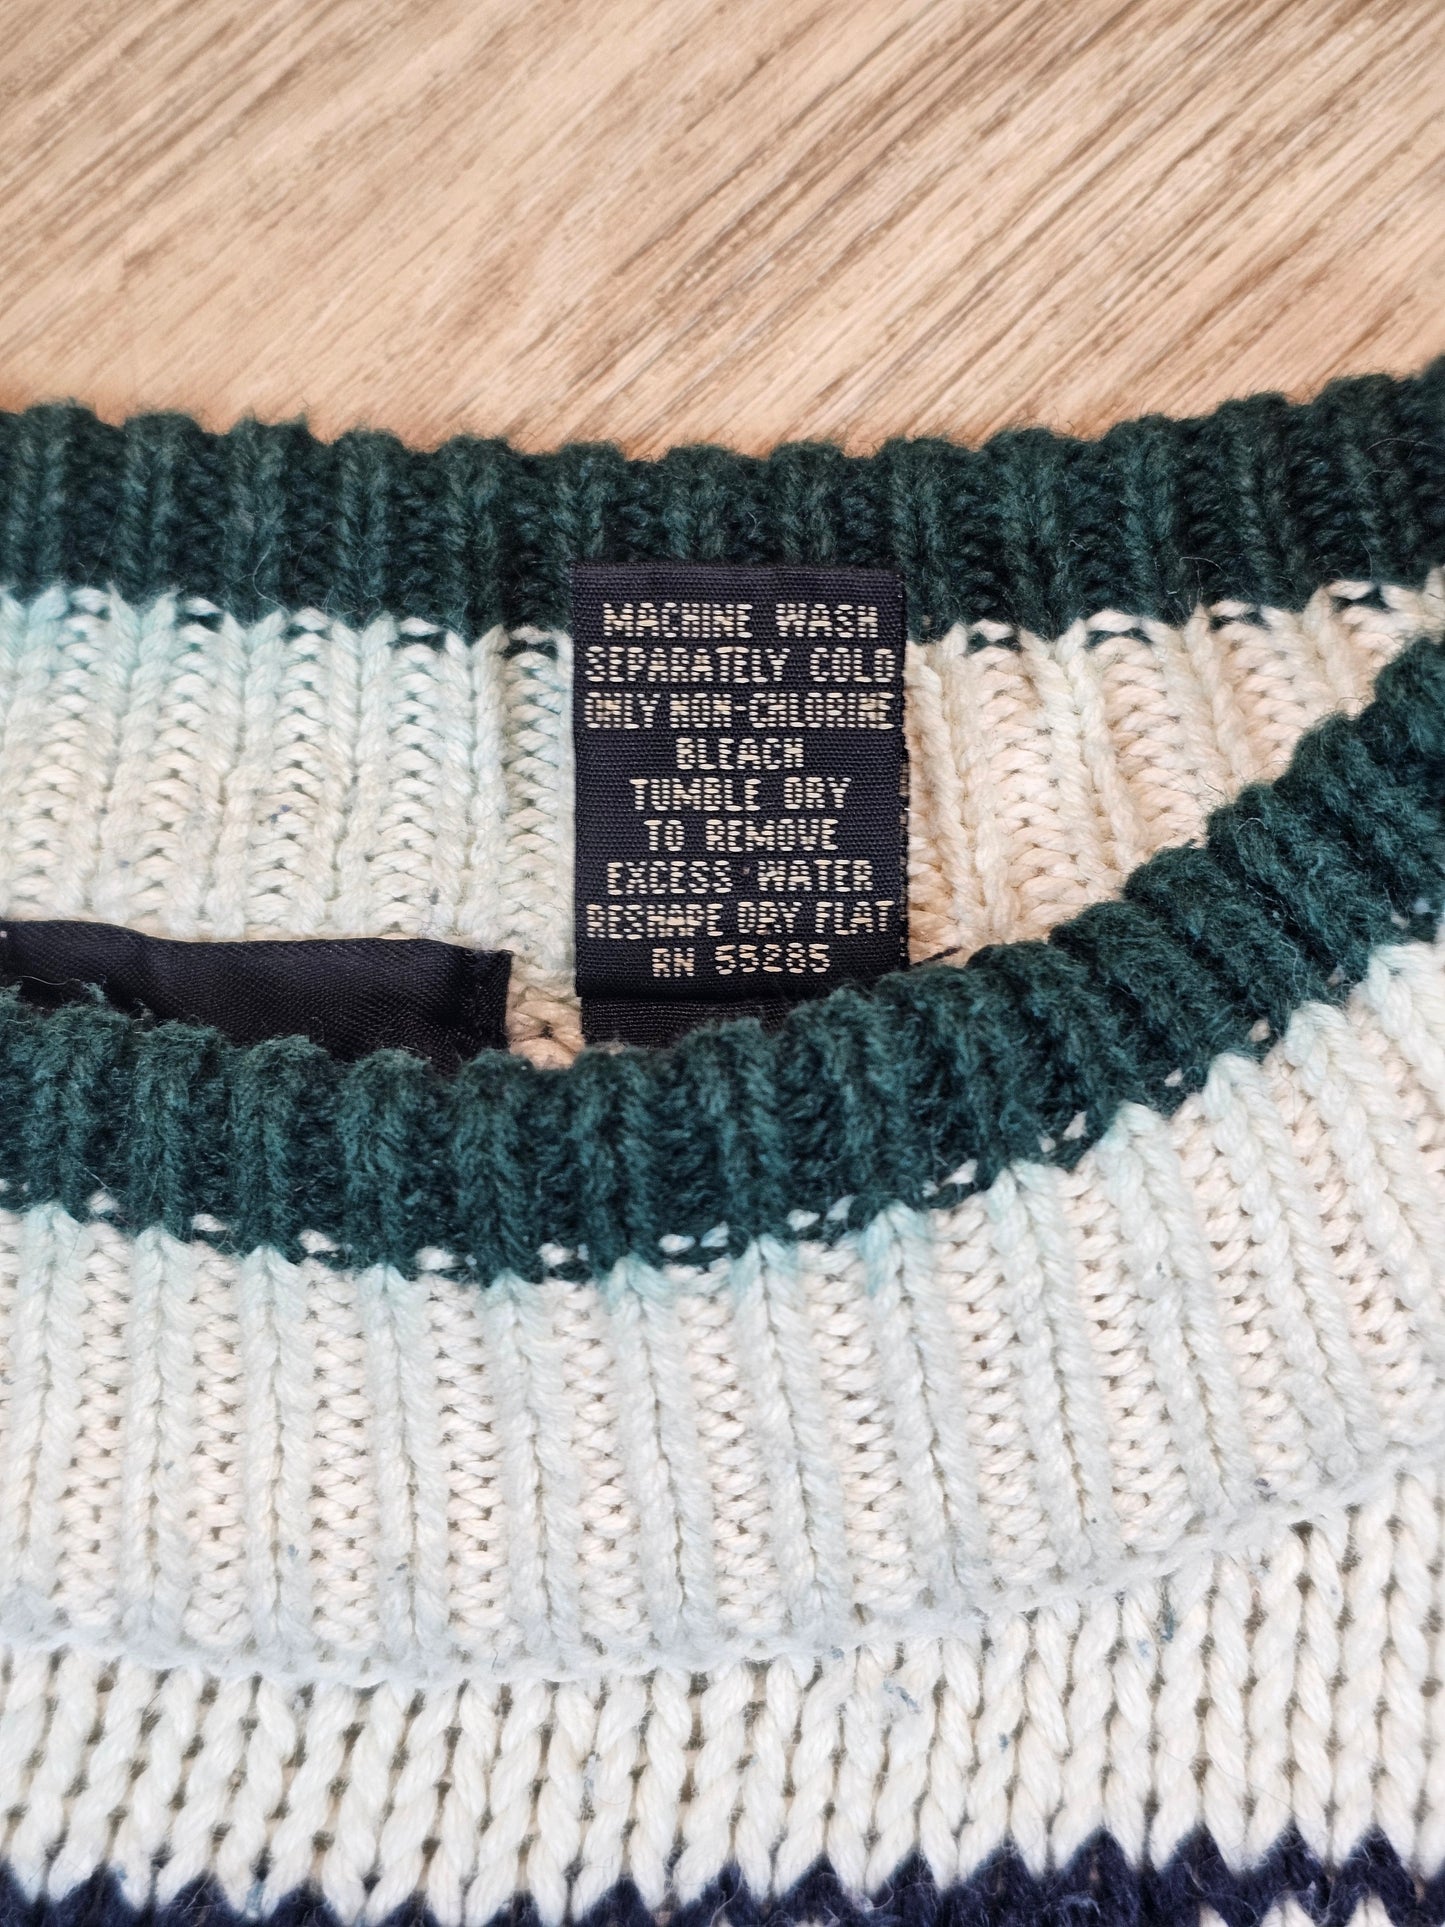 MACHINE WASH
SEPARATELY COLD
ONLY NON-CHLORINE
BLEACH
TUMBLE DRY
TO REMOVE
EXCESS WATER
RESHAPE DRY FLAT
RN 55285